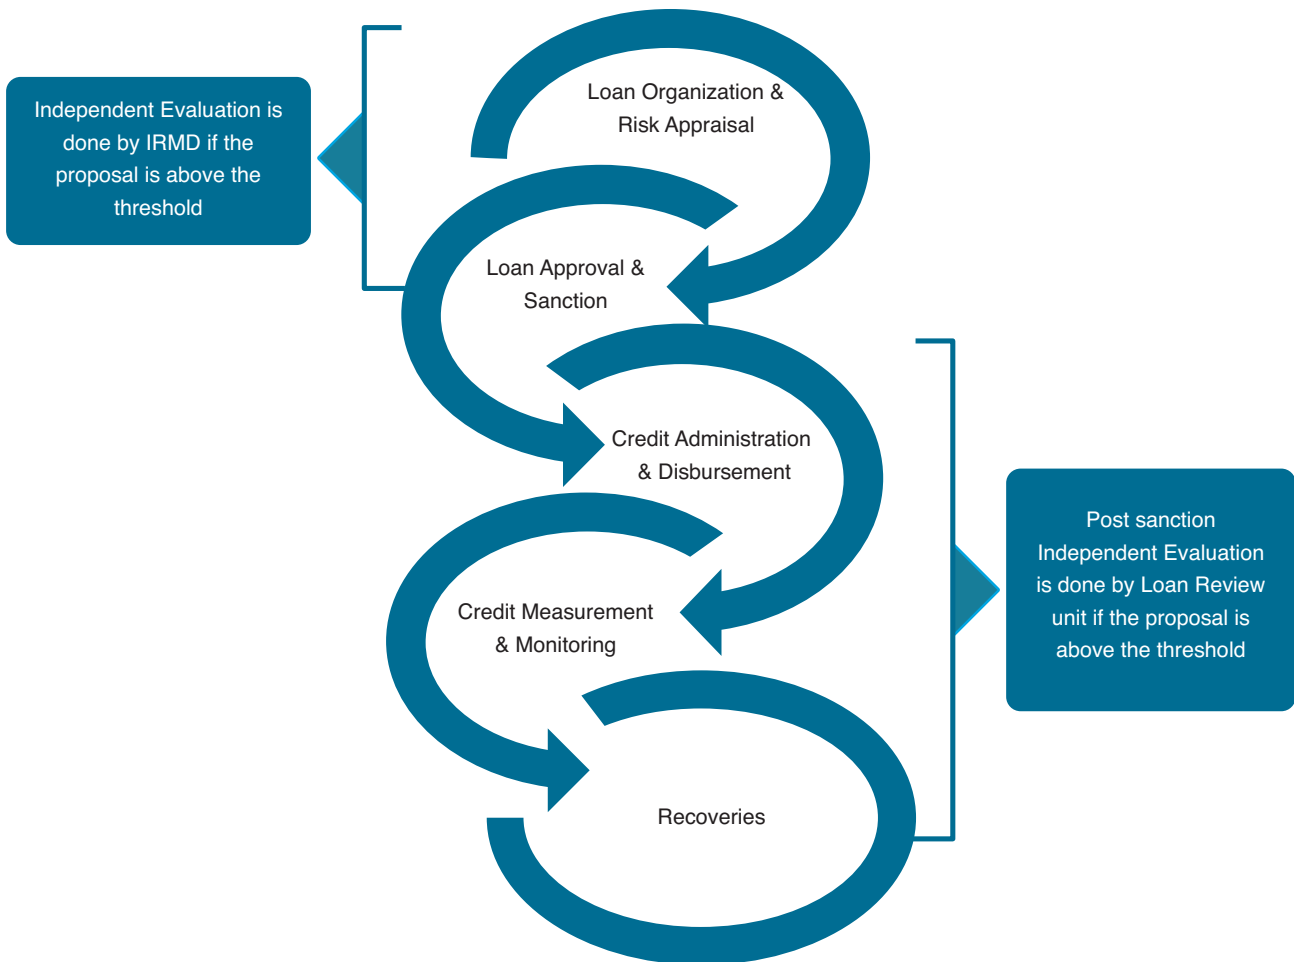 Loan Organization &
Risk Appraisal
Independent Evaluation is
done by IRMD if the
proposal is above the
threshold
Loan Approval &
Sanction
Credit Administration
& Disbursement
Post sanction
Independent Evaluation
is done by Loan Review
unit if the proposal is
above the threshold
Credit Measurement
& Monitoring
Recoveries